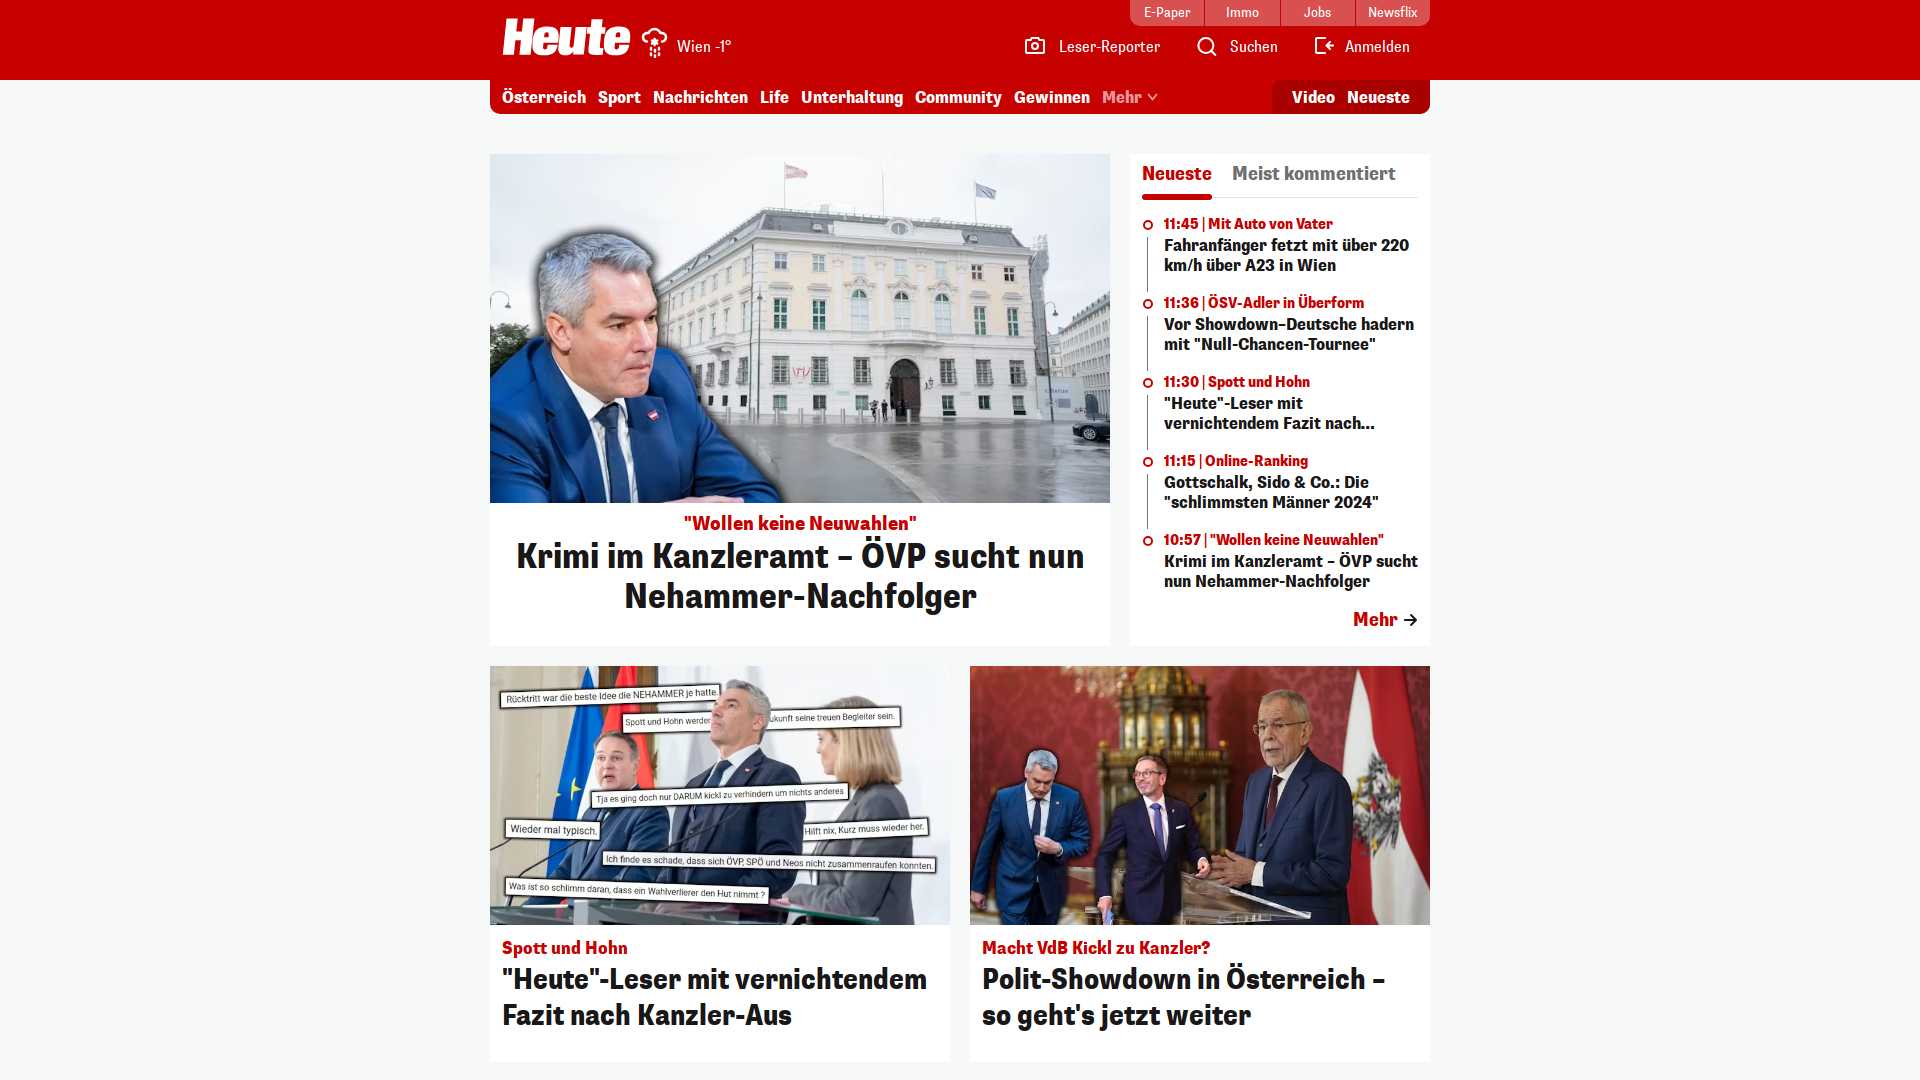 E-Paper
Immo
Jobs
Newsflix
Heute
Wien -1°
Leser-Reporter
Suchen
Anmelden
Österreich
Sport
Nachrichten
Life
Unterhaltung
Community
Gewinnen
Mehr
Video
Neueste
"Wollen keine Neuwahlen"
Krimi im Kanzleramt – ÖVP sucht nun
Nehammer-Nachfolger
Neueste
Meist kommentiert
11:45 | Mit Auto von Vater
Fahranfänger fetzt mit über 220
km/h über A23 in Wien
11:36 | ÖSV-Adler in Überform
Vor Showdown–Deutsche hadern
mit "Null-Chancen-Tournee"
11:30 | Spott und Hohn
"Heute"-Leser mit
vernichtendem Fazit nach...
11:15 | Online-Ranking
Gottschalk, Sido & Co.: Die
"schlimmsten Männer 2024"
10:57 | "Wollen keine Neuwahlen"
Krimi im Kanzleramt – ÖVP sucht
nun Nehammer-Nachfolger
Mehr
Rücktritt war die beste Idee die NEHAMMER je hatte.
Spott und Hohn werden ukunft seine treuen Begleiter sein.
Tja es ging doch nur DARUM kickl zu verhindern um nichts anderes
Wieder mal typisch.
Hilft nix, Kurz muss wieder her.
Ich finde es schade, dass sich ÖVP, SPÖ und Neos nicht zusammenraufen konnten.
Was ist so schlimm daran, dass ein Wahlverlierer den Hut nimmt ?
Spott und Hohn
"Heute"-Leser mit vernichtendem
Fazit nach Kanzler-Aus
Macht VdB Kickl zu Kanzler?
Polit-Showdown in Österreich –
so geht's jetzt weiter